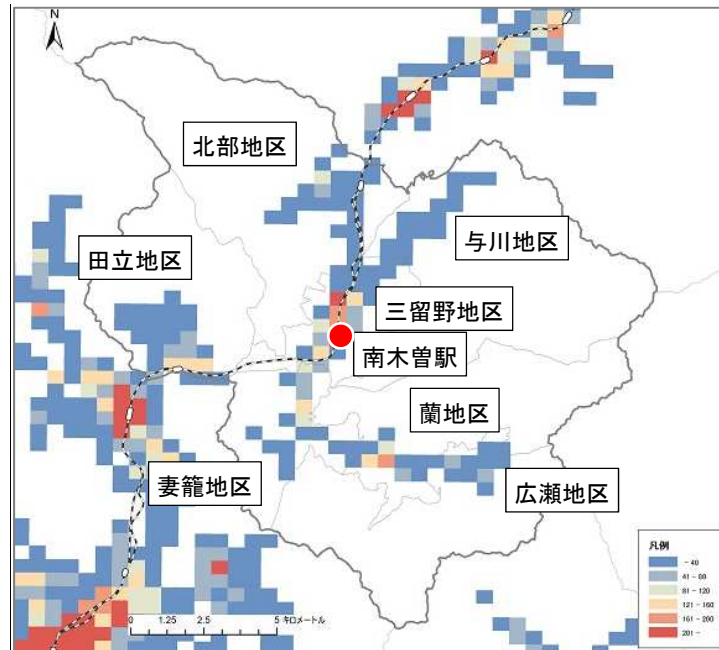 N
北部地区
与川地区
田立地区
三留野地区
南木曽駅
蘭地区
妻籠地区
広瀬地区
凡例
- 40
41 - 80
81 - 120
121 - 160
161 - 200
201 -
0 1.25 2.5 5 キロメートル